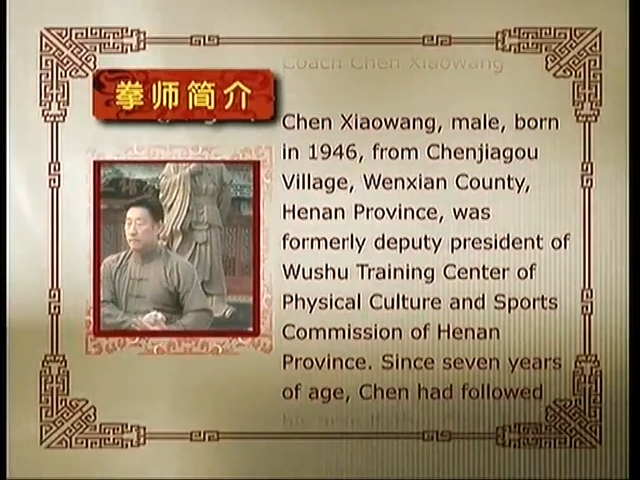 拳师简介
Coach Chen Xiaowang
Chen Xiaowang, male, born
in 1946, from Chenjiagou
Village, Wenxian County,
Henan Province, was
formerly deputy president of
Wushu Training Center of
Physical Culture and Sports
Commission of Henan
Province. Since seven years
of age, Chen had followed